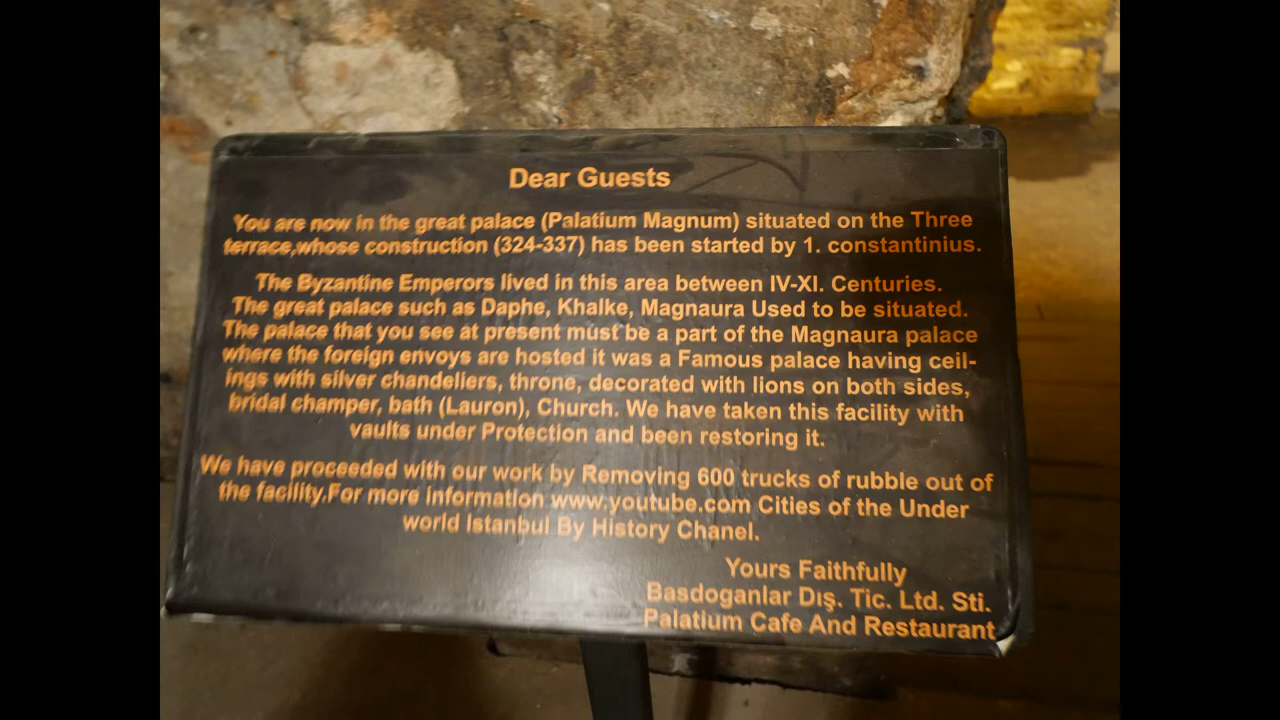 Dear Guests
You are now in the great palace (Palatium Magnum) situated on the Three
terrace,whose construction (324-337) has been started by 1. constantinius.
The Byzantine Emperors lived in this area between IV-XI. Centuries.
The great palace such as Daphe, Khalke, Magnaura Used to be situated.
The palace that you see at present must be a part of the Magnaura palace
where the foreign envoys are hosted it was a Famous palace having ceil-
ings with silver chandeliers, throne, decorated with lions on both sides,
bridal champer, bath (Lauron), Church. We have taken this facility with
vaults under Protection and been restoring it.
We have proceeded with our work by Removing 600 trucks of rubble out of
the facility.For more information www.youtube.com Cities of the Under
world Istanbul By History Chanel.
Yours Faithfully
Basdoganlar Dış. Tic. Ltd. Sti.
Palatium Cafe And Restaurant